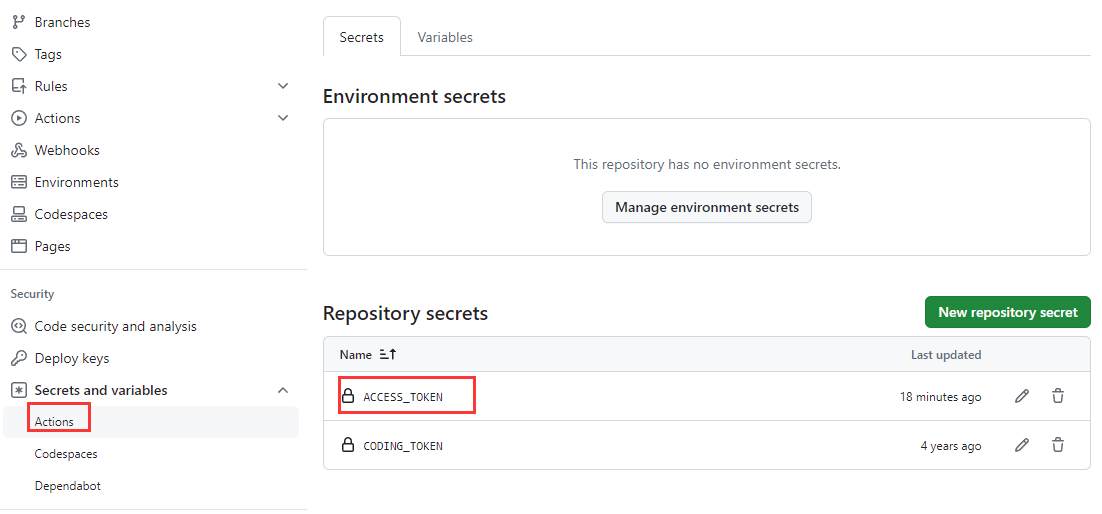 Branches
Tags
Rules
Actions
Webhooks
Environments
Codespaces
Pages
Security
Code security and analysis
Deploy keys
Secrets and variables
Actions
Codespaces
Dependabot
Secrets Variables
Environment secrets
This repository has no environment secrets.
Manage environment secrets
Repository secrets New repository secret
Name Last updated
ACCESS_TOKEN 18 minutes ago
CODING_TOKEN 4 years ago